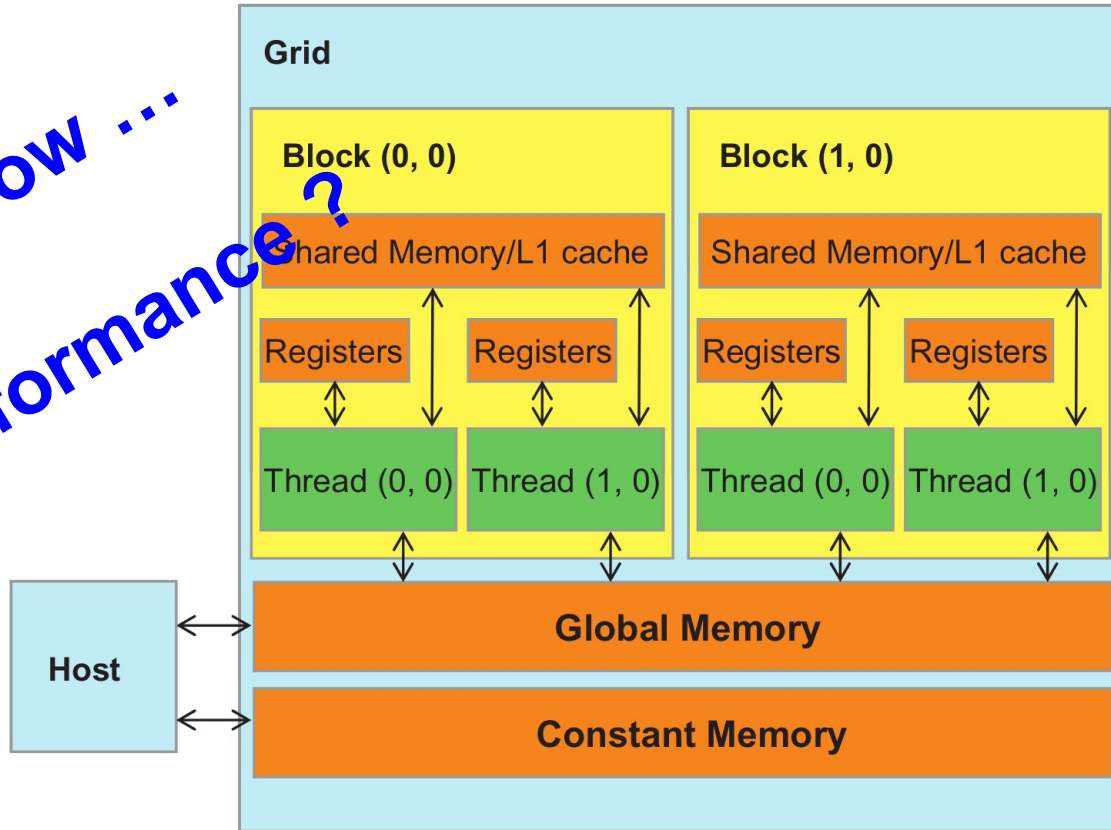 Grid
ow ...
formance ?
Block (0, 0)
Block (1, 0)
Shared Memory/L1 cache
Shared Memory/L1 cache
Registers
Registers
Registers
Registers
Thread (0, 0)
Thread (1, 0)
Thread (0, 0)
Thread (1, 0)
Global Memory
Host
Constant Memory